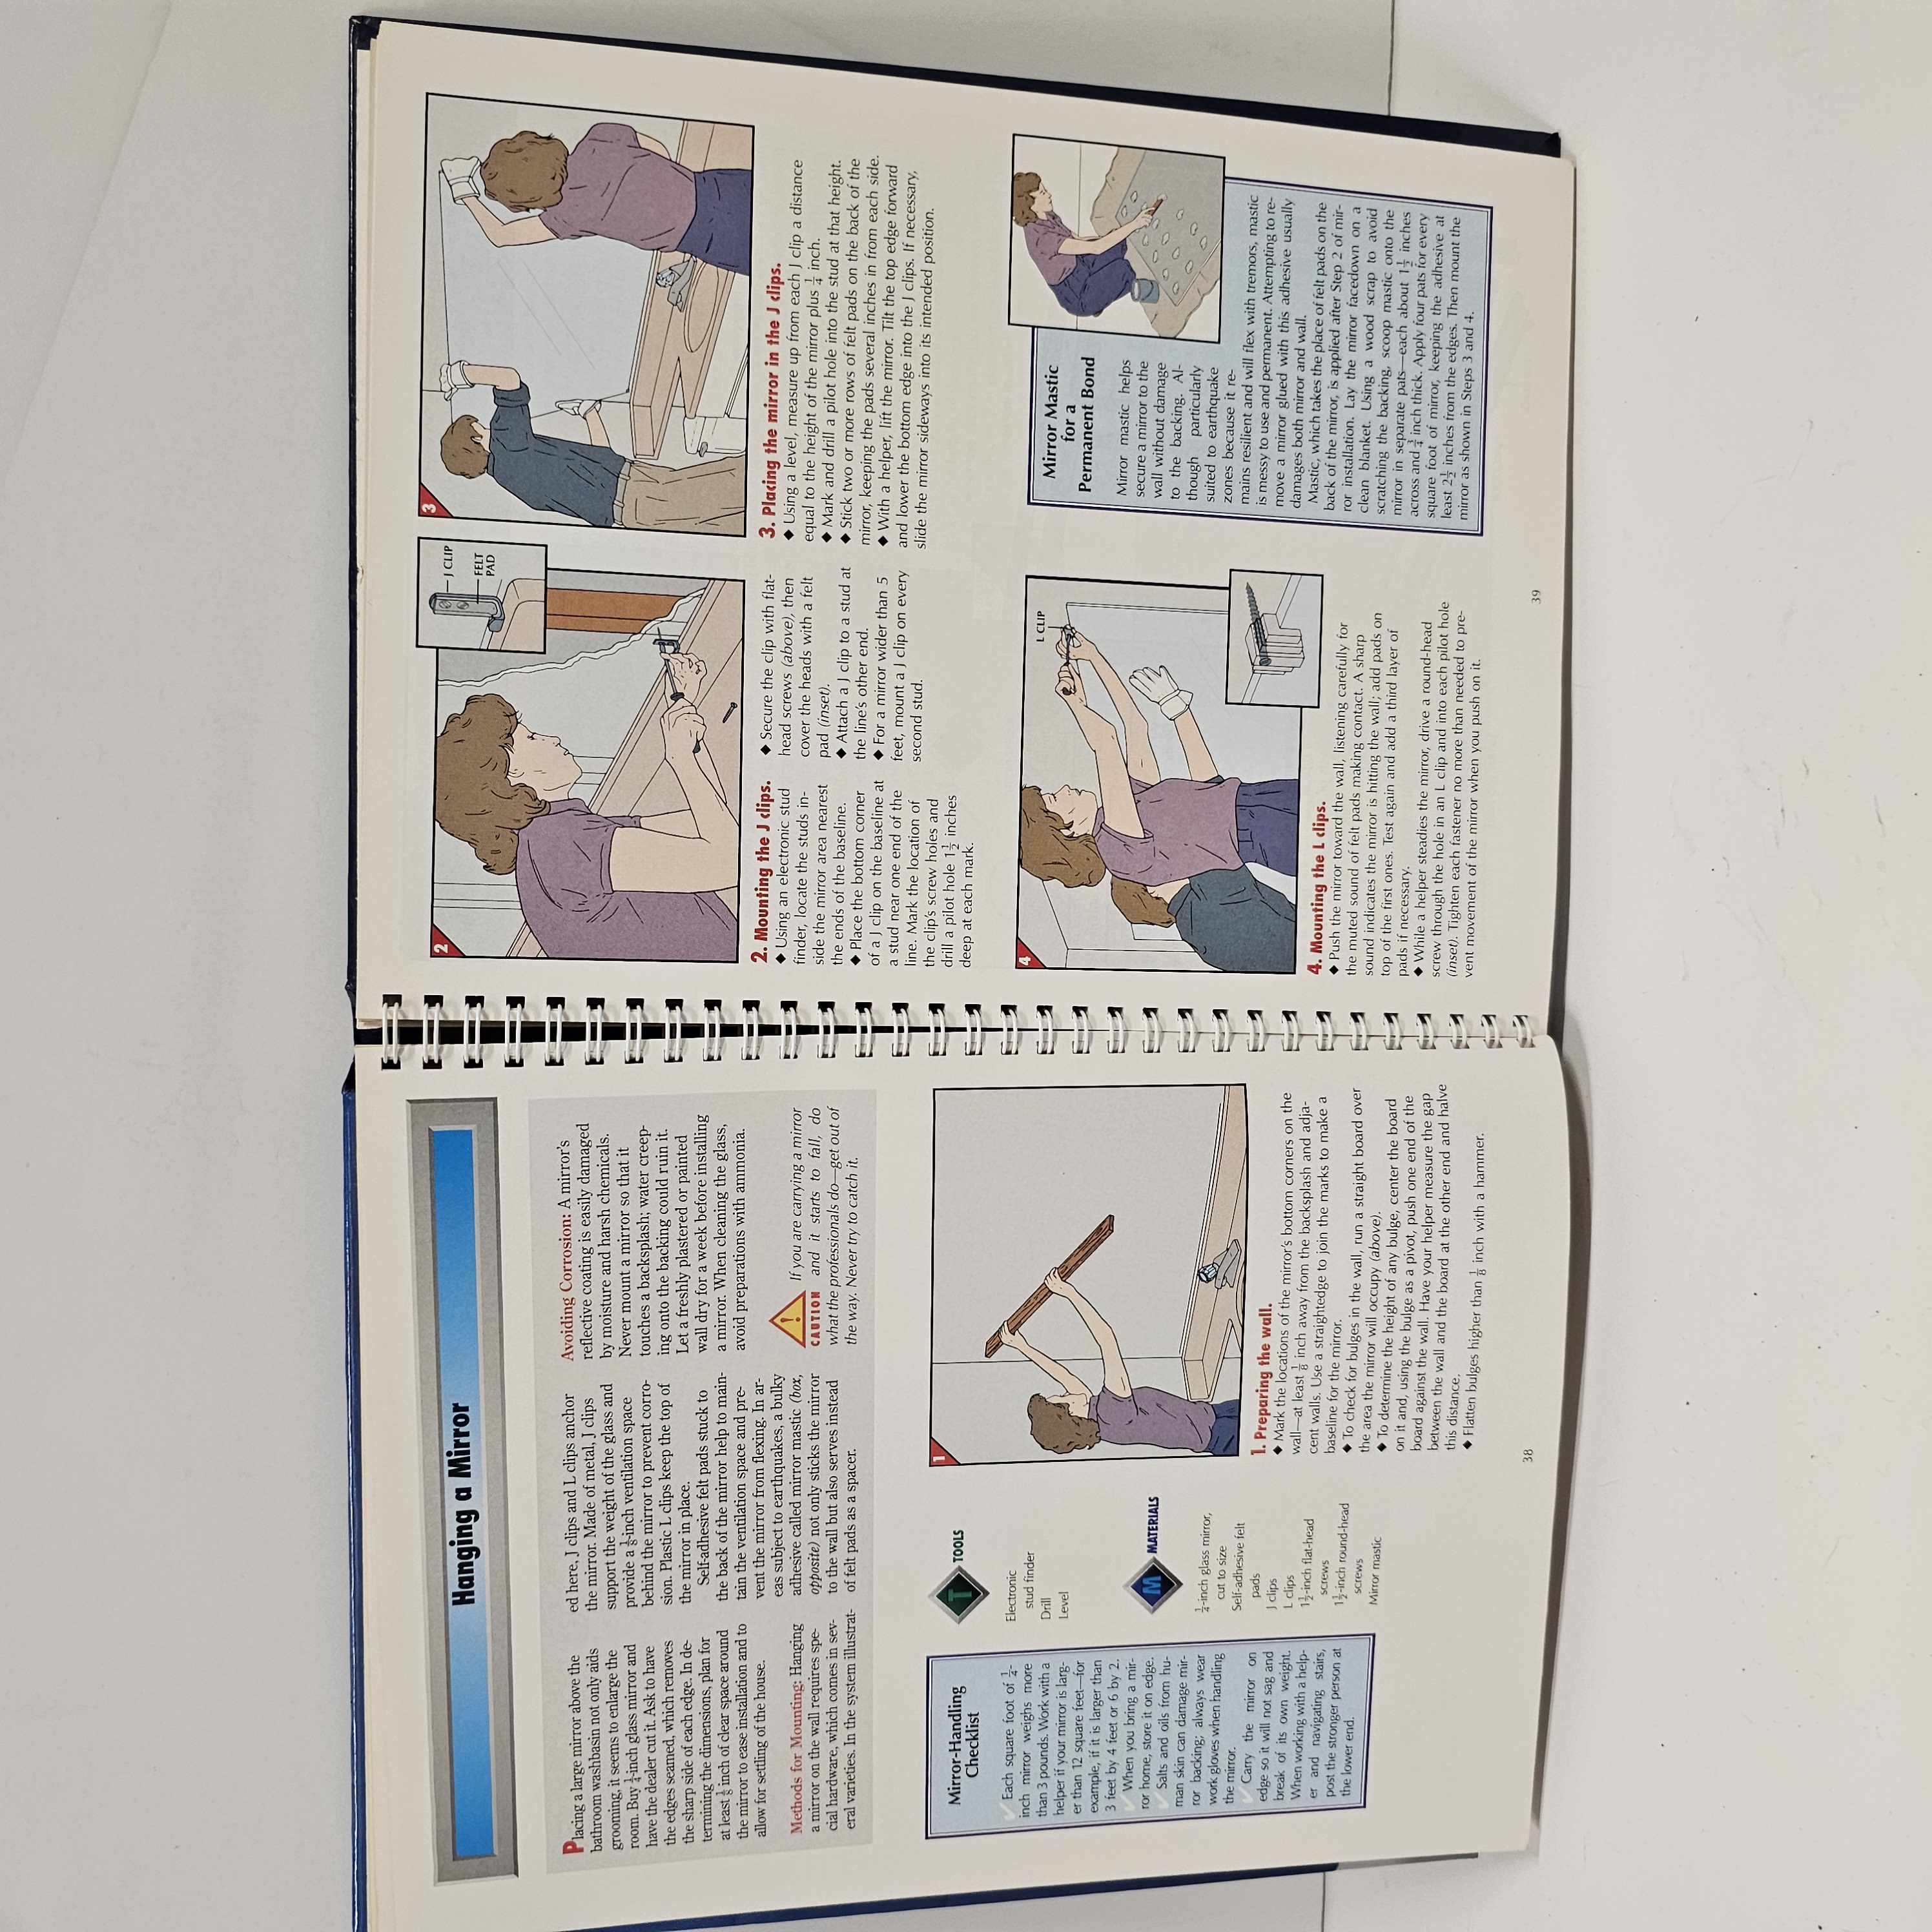 Hanging a Mirror
Placing a large mirror above the
bathroom washbasin not only aids
grooming, it seems to enlarge the
room. Buy ¼-inch glass mirror and
have the dealer cut it. Ask to have
the edges seamed, which removes
the sharp side of each edge. In de-
termining the dimensions, plan for
at least ⅛ inch of clear space around
the mirror to ease installation and to
allow for settling of the house.
Methods for Mounting: Hanging
a mirror on the wall requires spe-
cial hardware, which comes in sev-
eral varieties. In the system illustrat-
ed here, J clips and L clips anchor
the mirror. Made of metal, J clips
support the weight of the glass and
provide a ⅛-inch ventilation space
behind the mirror to prevent corro-
sion. Plastic L clips keep the top of
the mirror in place.
Self-adhesive felt pads stuck to
the back of the mirror help to main-
tain the ventilation space and pre-
vent the mirror from flexing. In ar-
eas subject to earthquakes, a bulky
adhesive called mirror mastic (box,
opposite) not only sticks the mirror
to the wall but also serves instead
of felt pads as a spacer.
Avoiding Corrosion: A mirror's
reflective coating is easily damaged
by moisture and harsh chemicals.
Never mount a mirror so that it
touches a backsplash; water creep-
ing onto the backing could ruin it.
Let a freshly plastered or painted
wall dry for a week before installing
a mirror. When cleaning the glass,
avoid preparations with ammonia.
!
CAUTION
If you are carrying a mirror
and it starts to fall, do
what the professionals do—get out of
the way. Never try to catch it.
Mirror-Handling
Checklist
✓ Each square foot of ¼-
inch mirror weighs more
than 3 pounds. Work with a
helper if your mirror is larg-
er than 12 square feet—for
example, if it is larger than
3 feet by 4 feet or 6 by 2.
✓ When you bring a mir-
ror home, store it on edge.
✓ Salts and oils from hu-
man skin can damage mir-
ror backing; always wear
work gloves when handling
the mirror.
✓ Carry the mirror on
edge so it will not sag and
break of its own weight.
When working with a help-
er and navigating stairs,
post the stronger person at
the lower end.
T TOOLS
Electronic
stud finder
Drill
Level
M MATERIALS
¼-inch glass mirror,
cut to size
Self-adhesive felt
pads
J clips
L clips
1½-inch flat-head
screws
1½-inch round-head
screws
Mirror mastic
1
1. Preparing the wall.
◆ Mark the locations of the mirror's bottom corners on the
wall—at least ⅛ inch away from the backsplash and adja-
cent walls. Use a straightedge to join the marks to make a
baseline for the mirror.
◆ To check for bulges in the wall, run a straight board over
the area the mirror will occupy (above).
◆ To determine the height of any bulge, center the board
on it and, using the bulge as a pivot, push one end of the
board against the wall. Have your helper measure the gap
between the wall and the board at the other end and halve
this distance.
◆ Flatten bulges higher than ⅛ inch with a hammer.
38
2
J CLIP
FELT
PAD
2. Mounting the J clips.
◆ Using an electronic stud
finder, locate the studs in-
side the mirror area nearest
the ends of the baseline.
◆ Place the bottom corner
of a J clip on the baseline at
a stud near one end of the
line. Mark the location of
the clip's screw holes and
drill a pilot hole 1½ inches
deep at each mark.
◆ Secure the clip with flat-
head screws (above), then
cover the heads with a felt
pad (inset).
◆ Attach a J clip to a stud at
the line's other end.
◆ For a mirror wider than 5
feet, mount a J clip on every
second stud.
3
3. Placing the mirror in the J clips.
◆ Using a level, measure up from each J clip a distance
equal to the height of the mirror plus ¼ inch.
◆ Mark and drill a pilot hole into the stud at that height.
◆ Stick two or more rows of felt pads on the back of the
mirror, keeping the pads several inches in from each side.
◆ With a helper, lift the mirror. Tilt the top edge forward
and lower the bottom edge into the J clips. If necessary,
slide the mirror sideways into its intended position.
4
L CLIP
4. Mounting the L clips.
◆ Push the mirror toward the wall, listening carefully for
the muted sound of felt pads making contact. A sharp
sound indicates the mirror is hitting the wall; add pads on
top of the first ones. Test again and add a third layer of
pads if necessary.
◆ While a helper steadies the mirror, drive a round-head
screw through the hole in an L clip and into each pilot hole
(inset). Tighten each fastener no more than needed to pre-
vent movement of the mirror when you push on it.
Mirror Mastic
for a
Permanent Bond
Mirror mastic helps
secure a mirror to the
wall without damage
to the backing. Al-
though particularly
suited to earthquake
zones because it re-
mains resilient and will flex with tremors, mastic
is messy to use and permanent. Attempting to re-
move a mirror glued with this adhesive usually
damages both mirror and wall.
Mastic, which takes the place of felt pads on the
back of the mirror, is applied after Step 2 of mir-
ror installation. Lay the mirror facedown on a
clean blanket. Using a wood scrap to avoid
scratching the backing, scoop mastic onto the
mirror in separate pats—each about 1½ inches
across and ¾ inch thick. Apply four pats for every
square foot of mirror, keeping the adhesive at
least 2½ inches from the edges. Then mount the
mirror as shown in Steps 3 and 4.
39